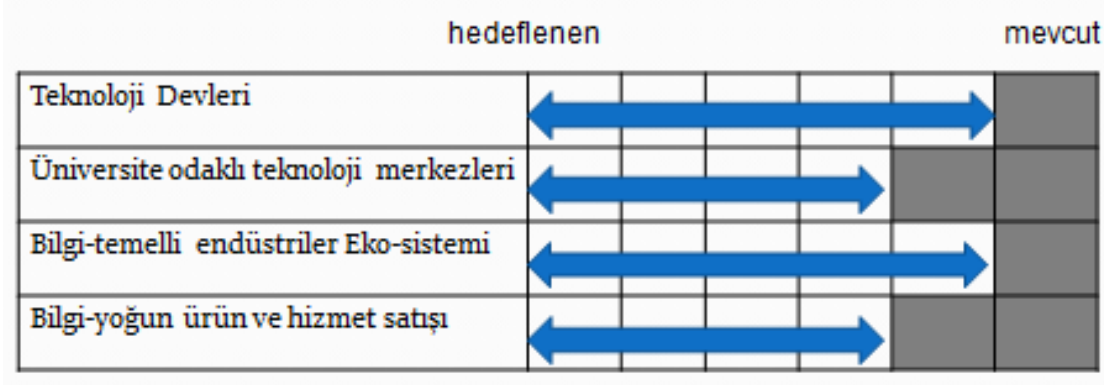 hedeflenen mevcut
Teknoloji Devleri
Üniversite odaklı teknoloji merkezleri
Bilgi-temelli endüstriler Eko-sistemi
Bilgi-yoğun ürün ve hizmet satışı